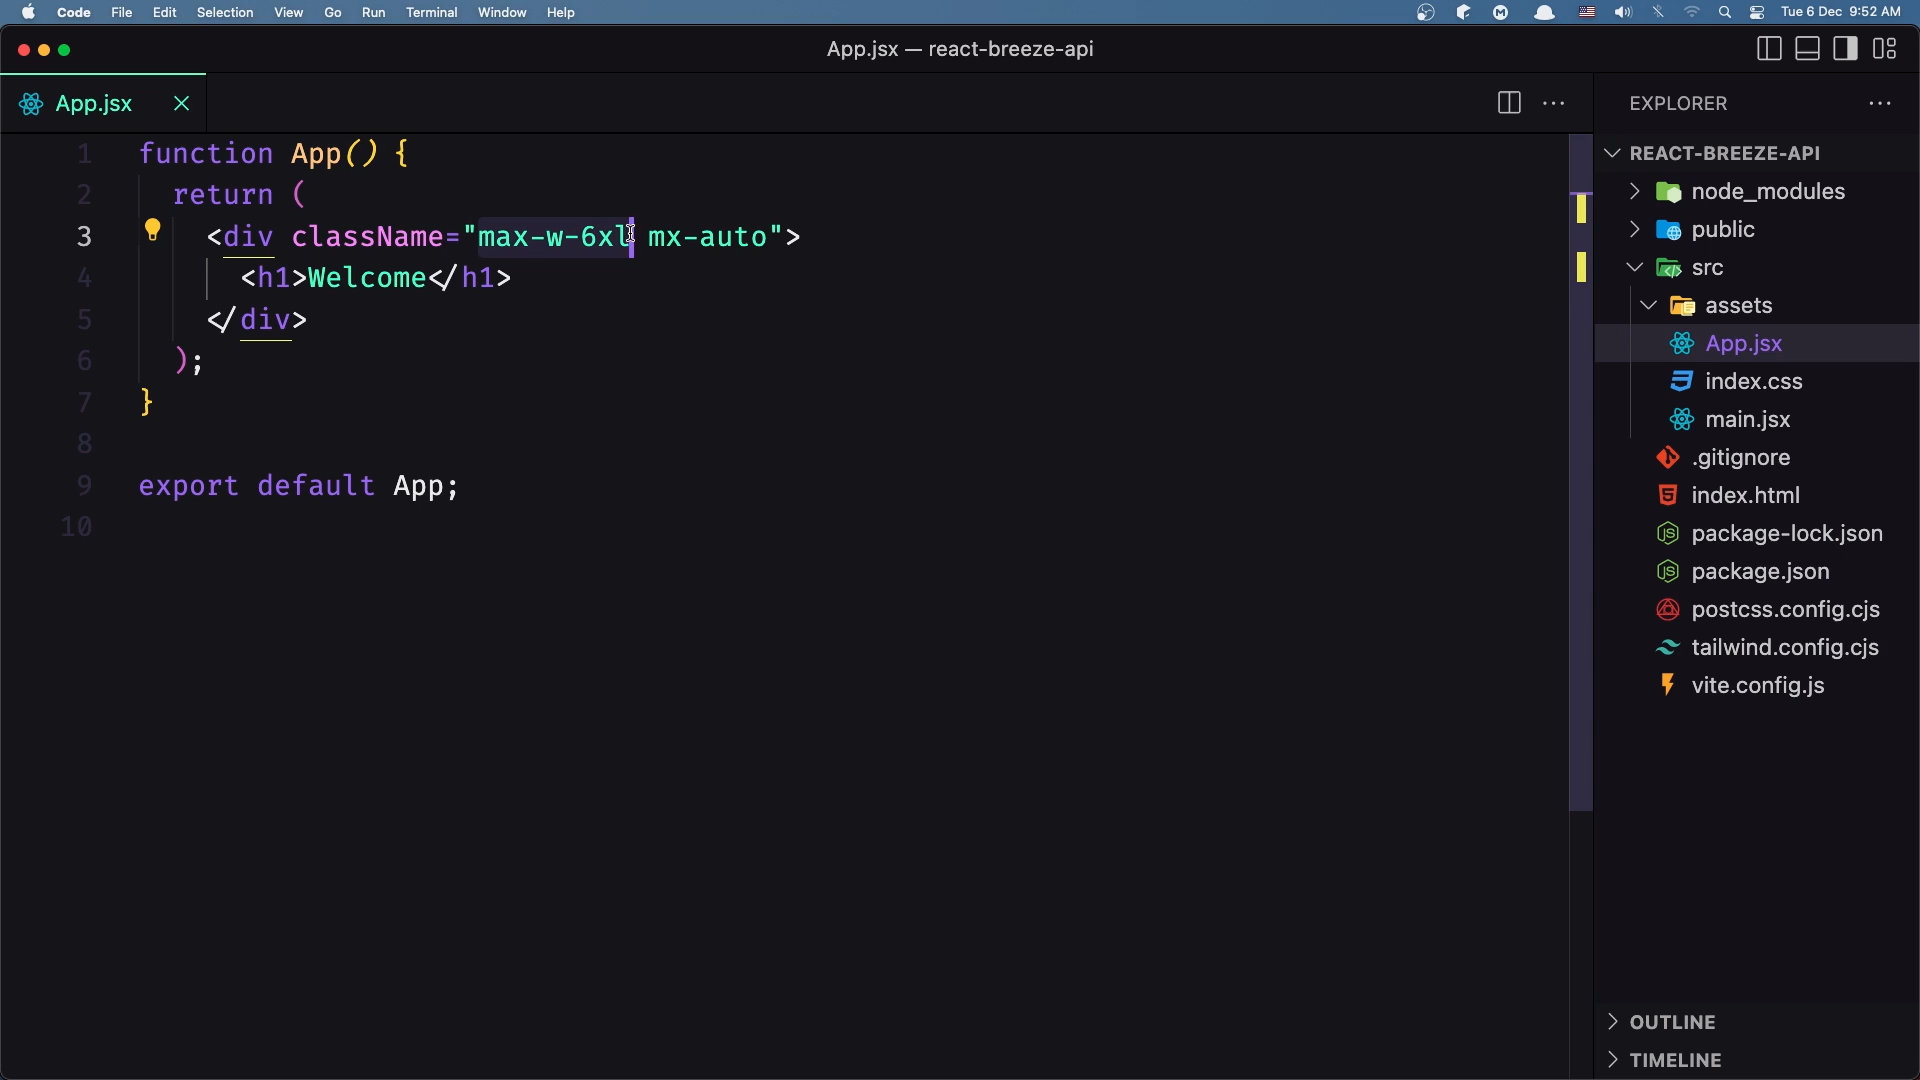 Code File Edit Selection View Go Run Terminal Window Help Tue 6 Dec 9:52 AM
App.jsx — react-breeze-api
App.jsx
EXPLORER
REACT-BREEZE-API
node_modules
public
src
assets
App.jsx
index.css
main.jsx
.gitignore
index.html
package-lock.json
package.json
postcss.config.cjs
tailwind.config.cjs
vite.config.js
OUTLINE
TIMELINE
1 function App() {
2 return (
3 <div className="max-w-6xl mx-auto">
4 <h1>Welcome</h1>
5 </div>
6 );
7 }
8
9 export default App;
10